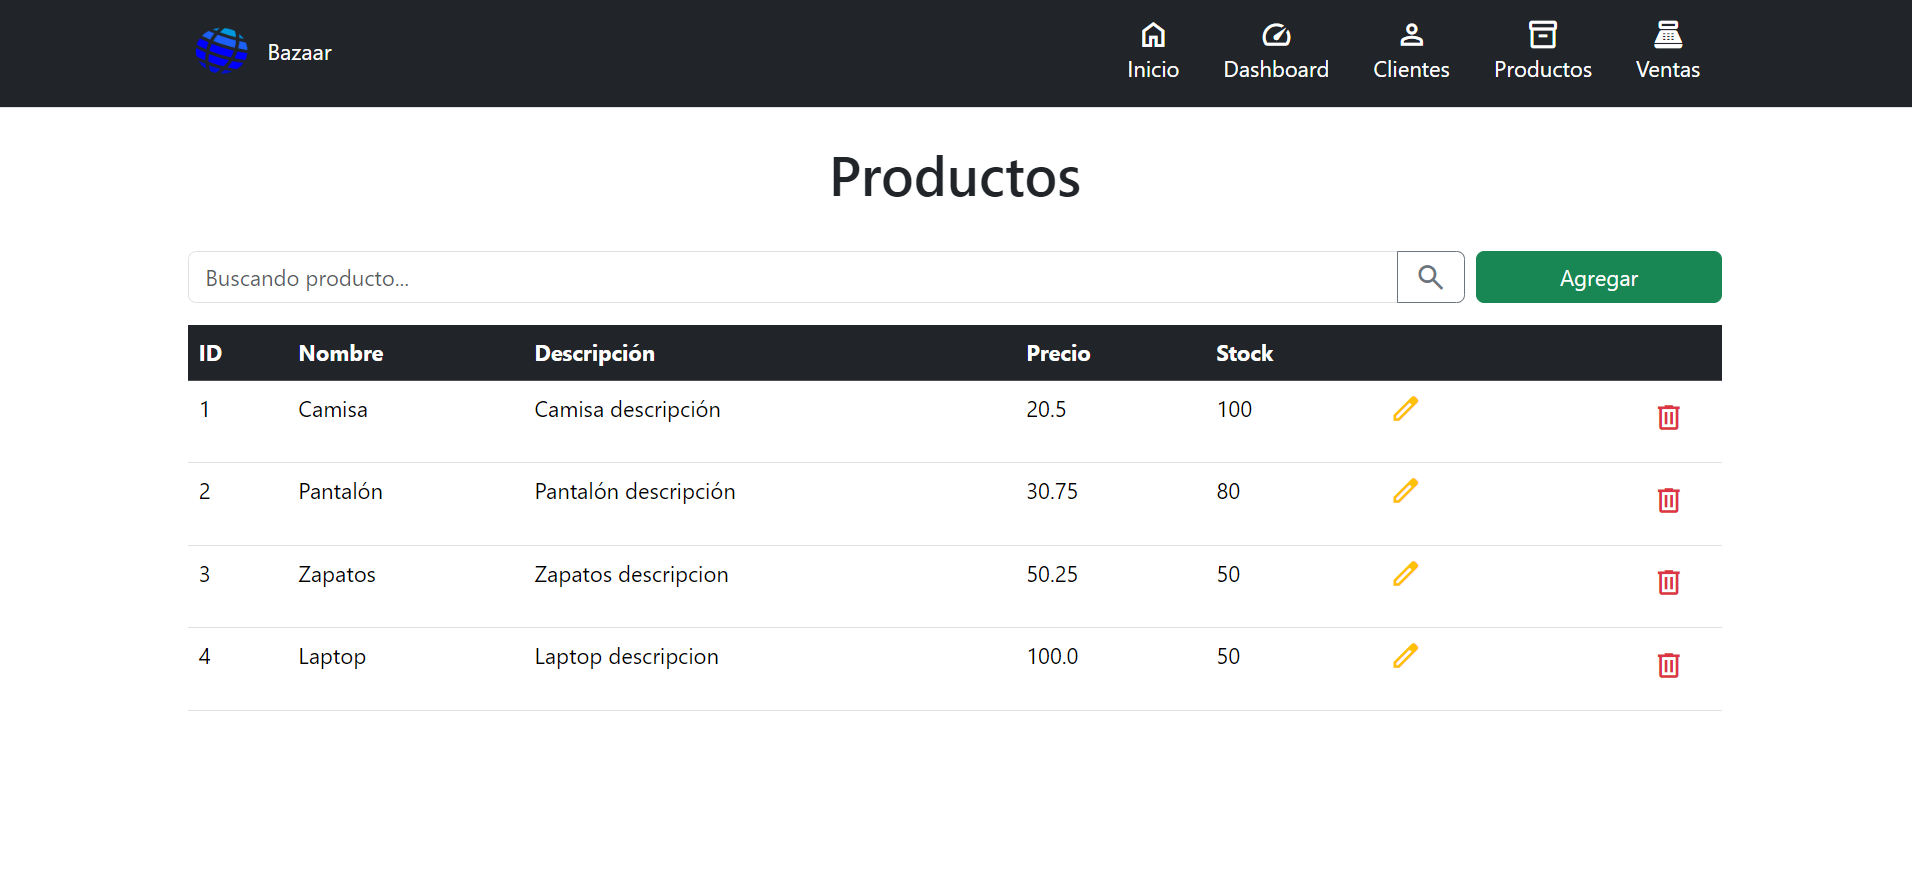 Bazaar
Inicio Dashboard Clientes Productos Ventas
Productos
Buscando producto...
Agregar
ID Nombre Descripción Precio Stock
1 Camisa Camisa descripción 20.5 100
2 Pantalón Pantalón descripción 30.75 80
3 Zapatos Zapatos descripcion 50.25 50
4 Laptop Laptop descripcion 100.0 50